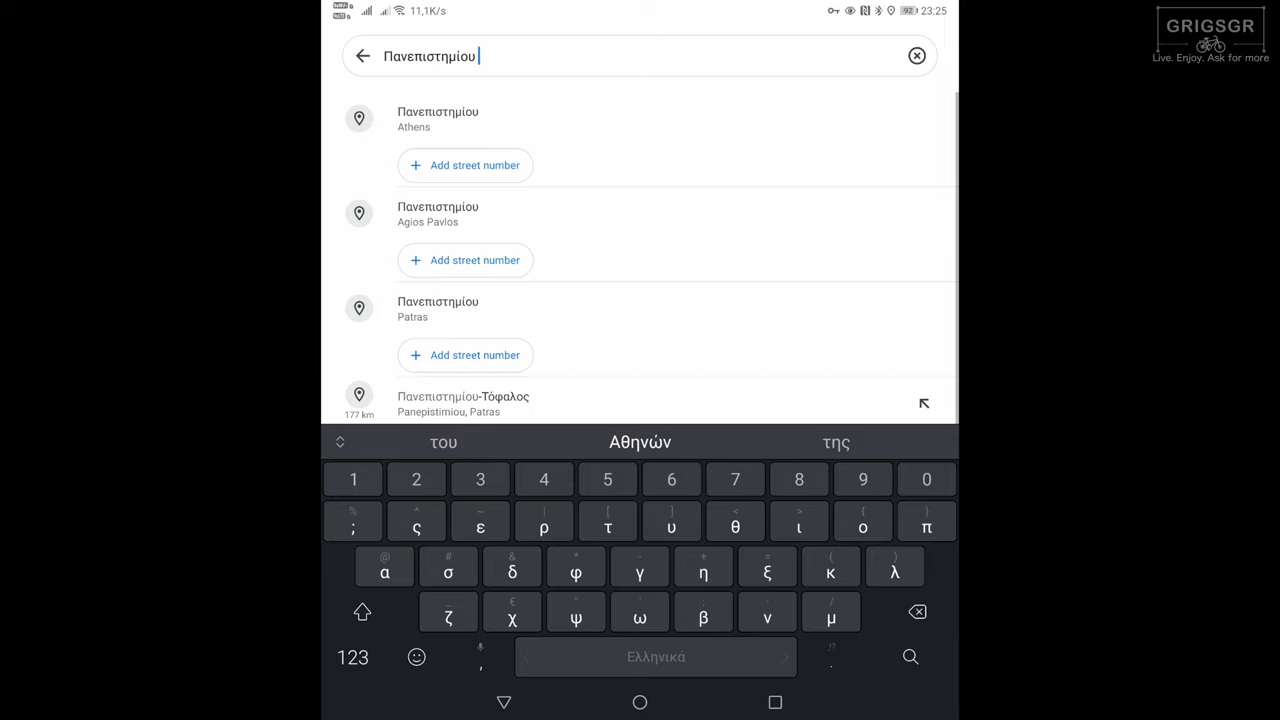 11,1K/s
92 23:25
GRIGSGR
Live. Enjoy. Ask for more
Πανεπιστημίου
Πανεπιστημίου
Athens
+ Add street number
Πανεπιστημίου
Agios Pavlos
+ Add street number
Πανεπιστημίου
Patras
+ Add street number
Πανεπιστημίου-Τόφαλος
177 km
Panepistimiou, Patras
του Αθηνών της
1 2 3 4 5 6 7 8 9 0
% ^ ~ | [ ] < > { }
; ς ε ρ τ υ θ ι ο π
@ # & * - + = ( )
α σ δ φ γ η ξ κ λ
ζ χ ψ ω β ν μ
123 , Ελληνικά .